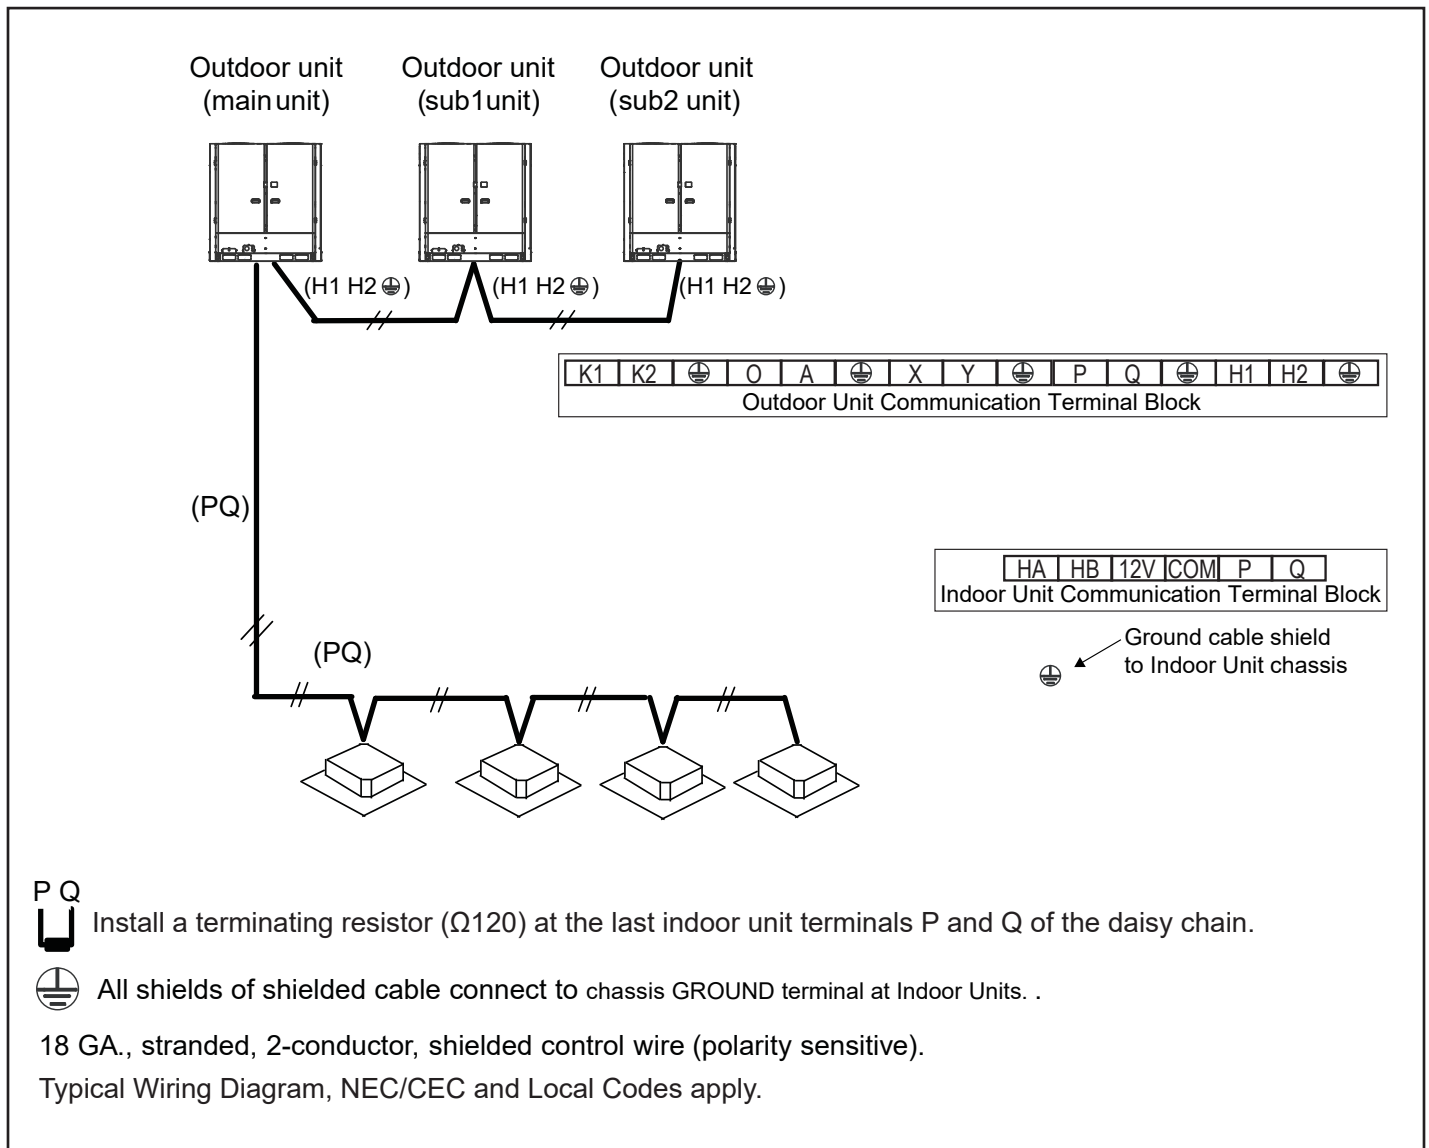 Outdoor unit
(main unit)
Outdoor unit
(sub1unit)
Outdoor unit
(sub2 unit)
(H1 H2 ⏚)
(H1 H2 ⏚)
(H1 H2 ⏚)
K1 K2 ⏚ O A ⏚ X Y ⏚ P Q ⏚ H1 H2 ⏚
Outdoor Unit Communication Terminal Block
(PQ)
HA HB 12V COM P Q
Indoor Unit Communication Terminal Block
Ground cable shield
to Indoor Unit chassis
(PQ)
P Q
Install a terminating resistor (Ω120) at the last indoor unit terminals P and Q of the daisy chain.
All shields of shielded cable connect to chassis GROUND terminal at Indoor Units. .
18 GA., stranded, 2-conductor, shielded control wire (polarity sensitive).
Typical Wiring Diagram, NEC/CEC and Local Codes apply.